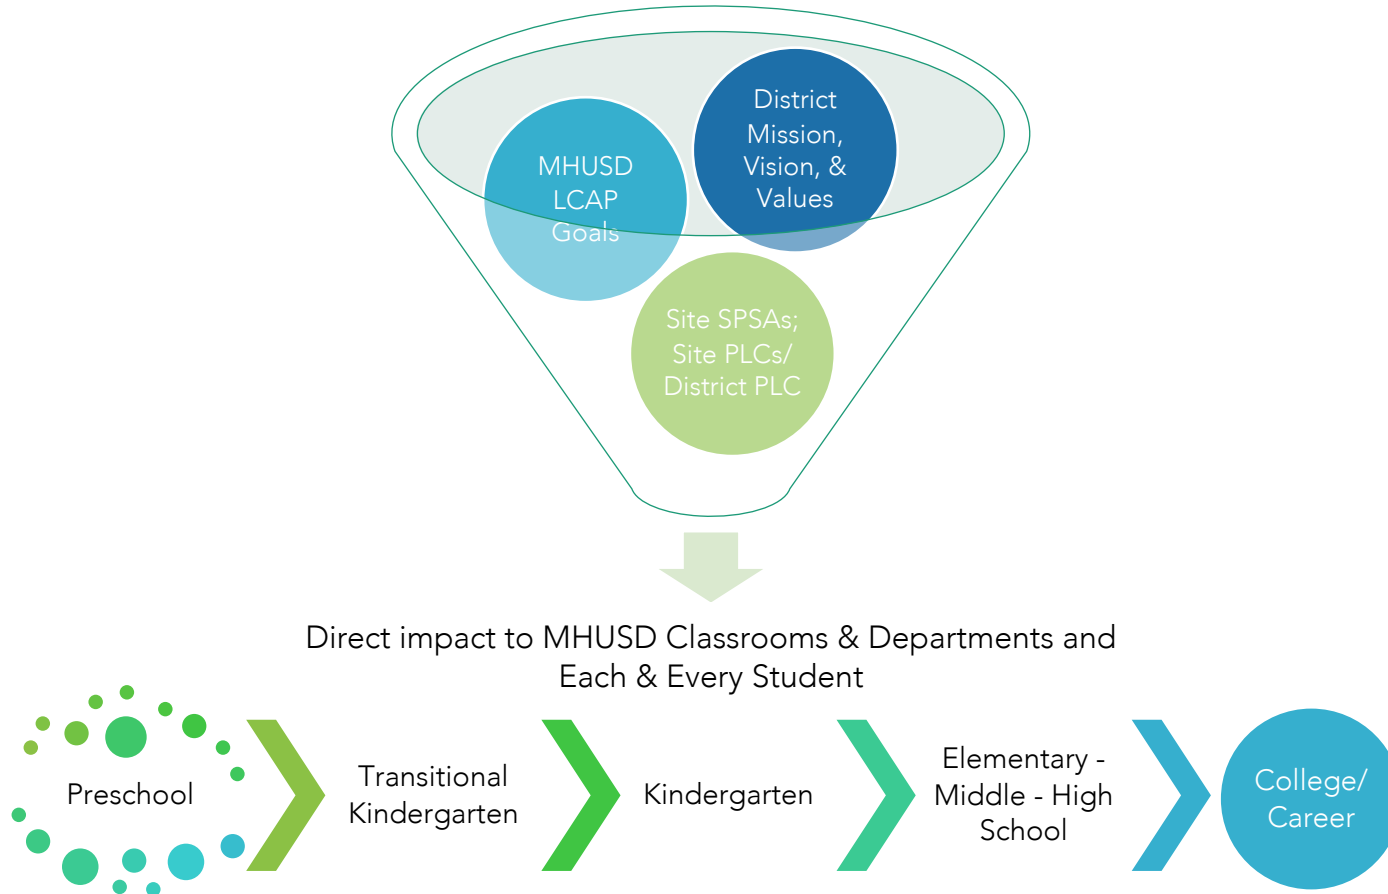 District
Mission,
Vision, &
Values
MHUSD
LCAP
Goals
Site SPSAs;
Site PLCs/
District PLC
Direct impact to MHUSD Classrooms & Departments and
Each & Every Student
Preschool
Transitional
Kindergarten
Kindergarten
Elementary -
Middle - High
School
College/
Career